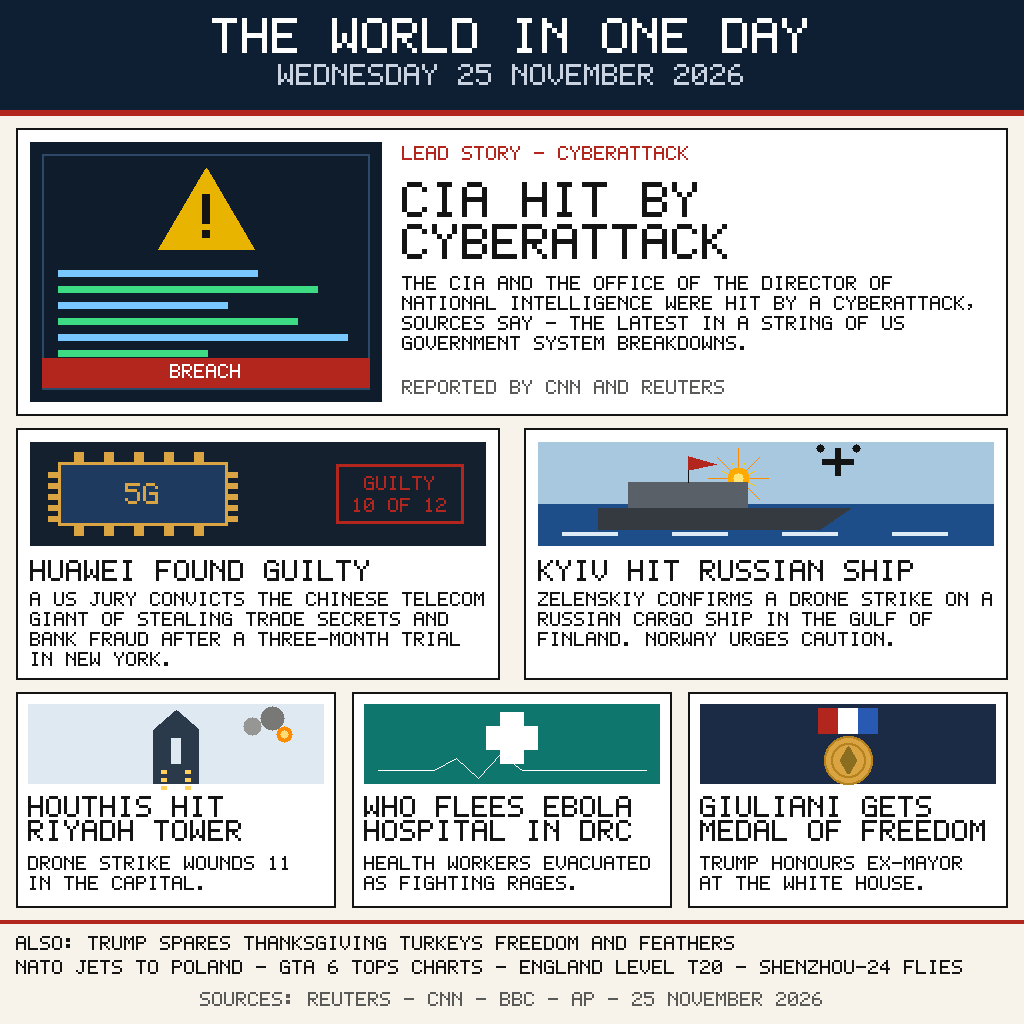 THE WORLD IN ONE DAY
WEDNESDAY 25 NOVEMBER 2026
LEAD STORY - CYBERATTACK
CIA HIT BY
CYBERATTACK
THE CIA AND THE OFFICE OF THE DIRECTOR OF
NATIONAL INTELLIGENCE WERE HIT BY A CYBERATTACK,
SOURCES SAY - THE LATEST IN A STRING OF US
GOVERNMENT SYSTEM BREAKDOWNS.
REPORTED BY CNN AND REUTERS
!
BREACH
5G
GUILTY
10 OF 12
HUAWEI FOUND GUILTY
A US JURY CONVICTS THE CHINESE TELECOM
GIANT OF STEALING TRADE SECRETS AND
BANK FRAUD AFTER A THREE-MONTH TRIAL
IN NEW YORK.
KYIV HIT RUSSIAN SHIP
ZELENSKIY CONFIRMS A DRONE STRIKE ON A
RUSSIAN CARGO SHIP IN THE GULF OF
FINLAND. NORWAY URGES CAUTION.
HOUTHIS HIT
RIYADH TOWER
DRONE STRIKE WOUNDS 11
IN THE CAPITAL.
WHO FLEES EBOLA
HOSPITAL IN DRC
HEALTH WORKERS EVACUATED
AS FIGHTING RAGES.
GIULIANI GETS
MEDAL OF FREEDOM
TRUMP HONOURS EX-MAYOR
AT THE WHITE HOUSE.
ALSO: TRUMP SPARES THANKSGIVING TURKEYS FREEDOM AND FEATHERS
NATO JETS TO POLAND - GTA 6 TOPS CHARTS - ENGLAND LEVEL T20 - SHENZHOU-24 FLIES
SOURCES: REUTERS - CNN - BBC - AP - 25 NOVEMBER 2026